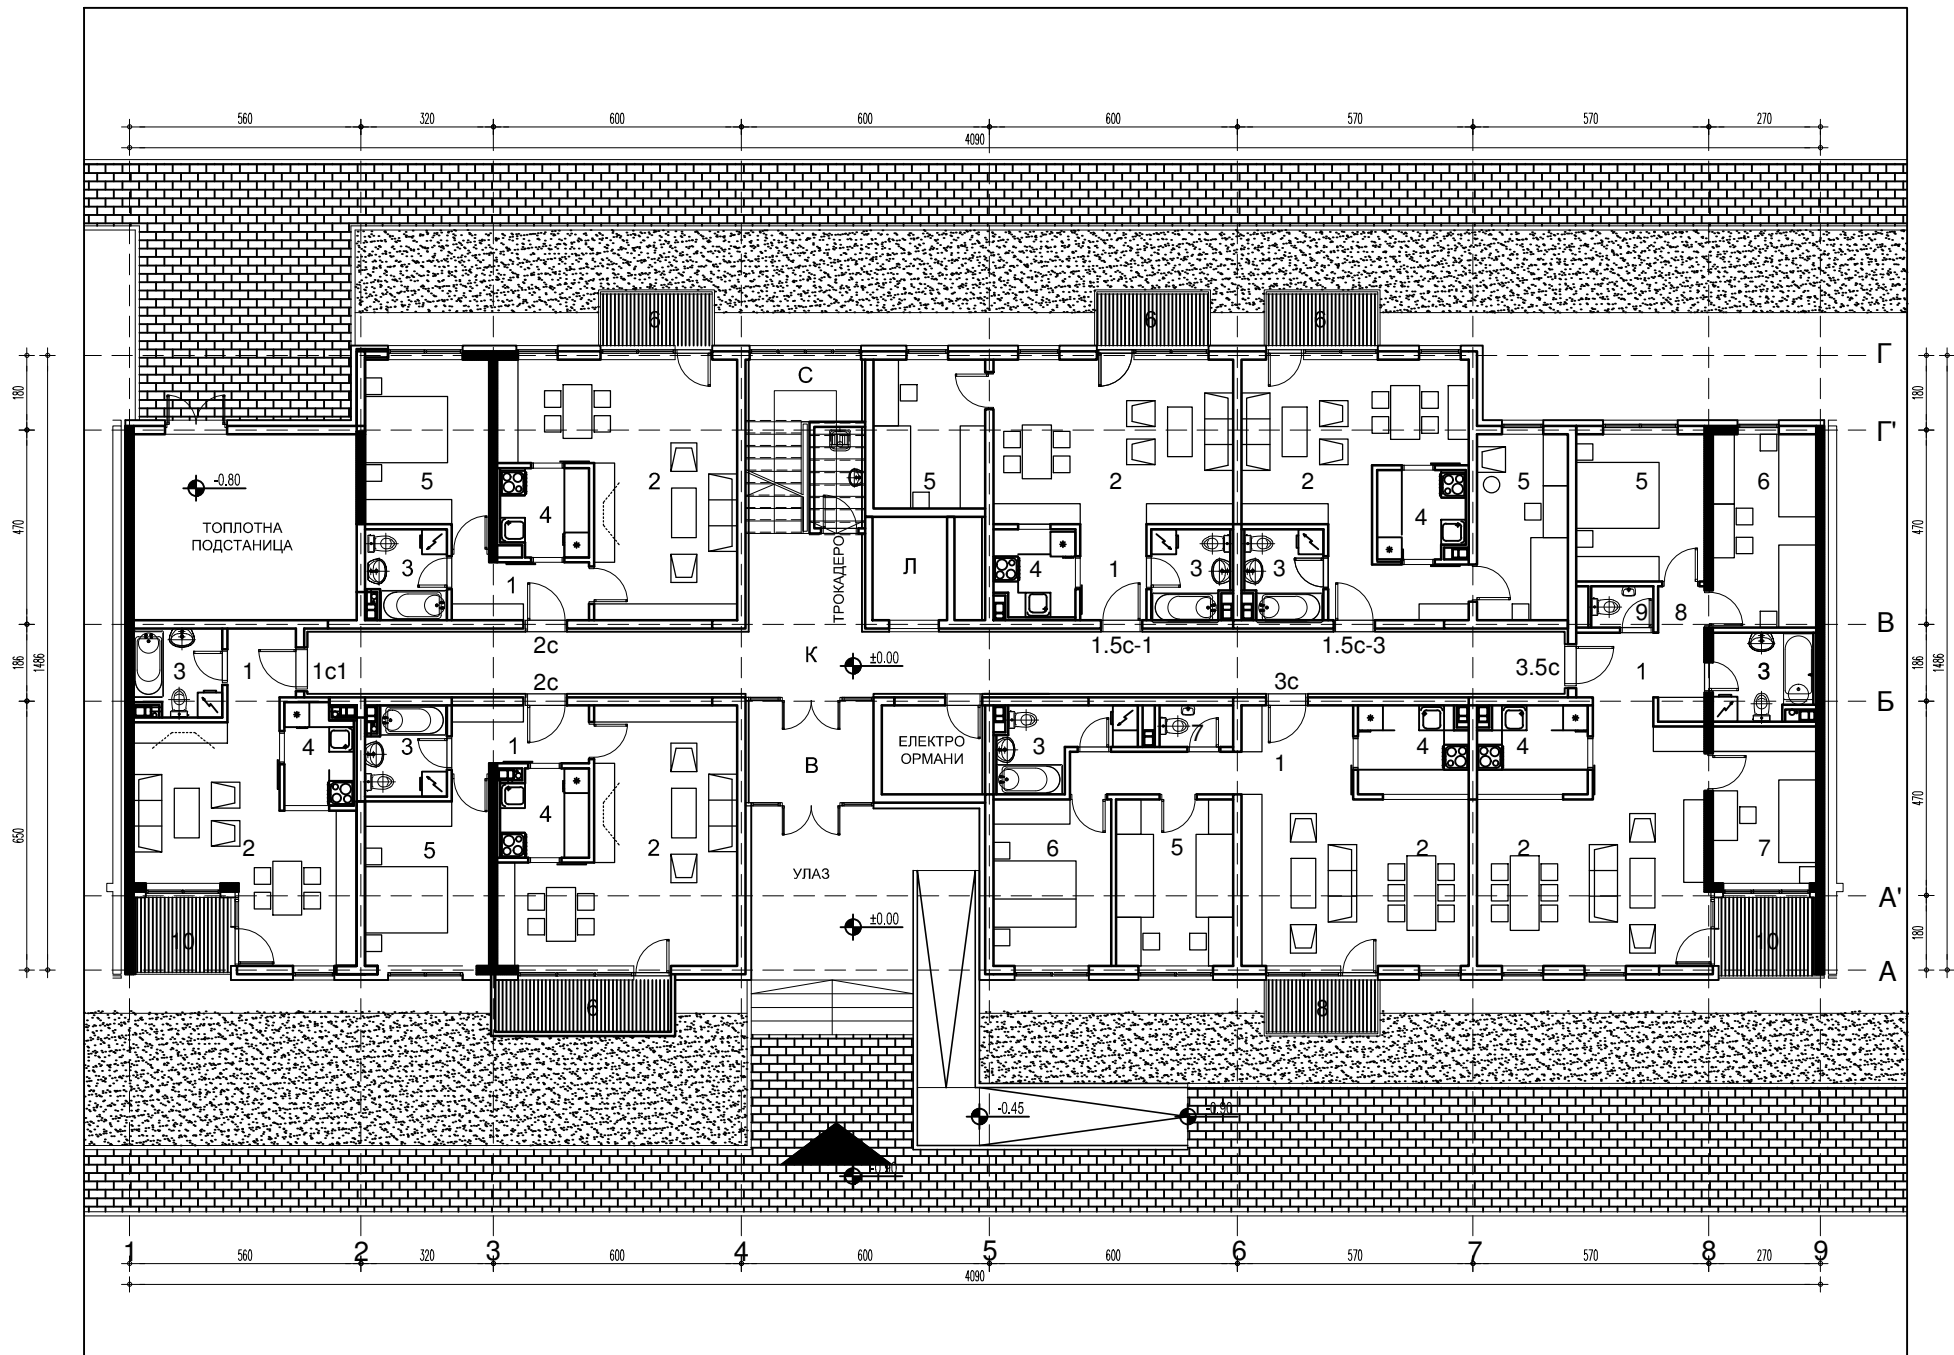 560 320 600 600 600 570 570 270
4090
6 6 6
Г
180 180
С
Г'
5 2 5 2 2 5 5 6
-0.80
4 4
ТОПЛОТНА
ПОДСТАНИЦА
470 470
ТРОКАДЕРО
Л
3 1 4 1 3 3
9 8
В
2с К ±0.00 1.5с-1 1.5с-3
186 1486 186 1486
3 1 1с1 3.5с 1 3
2с 3с
Б
4 3 1 3 7 1 4 4
ЕЛЕКТРО
ОРМАНИ
В
4
650 470
2 5 2 6 5 2 2 7
УЛАЗ
А'
±0.00
10 10
180
А
6 8
-0.45 -0.90
-0.90
1 2 3 4 5 6 7 8 9
560 320 600 600 600 570 570 270
4090